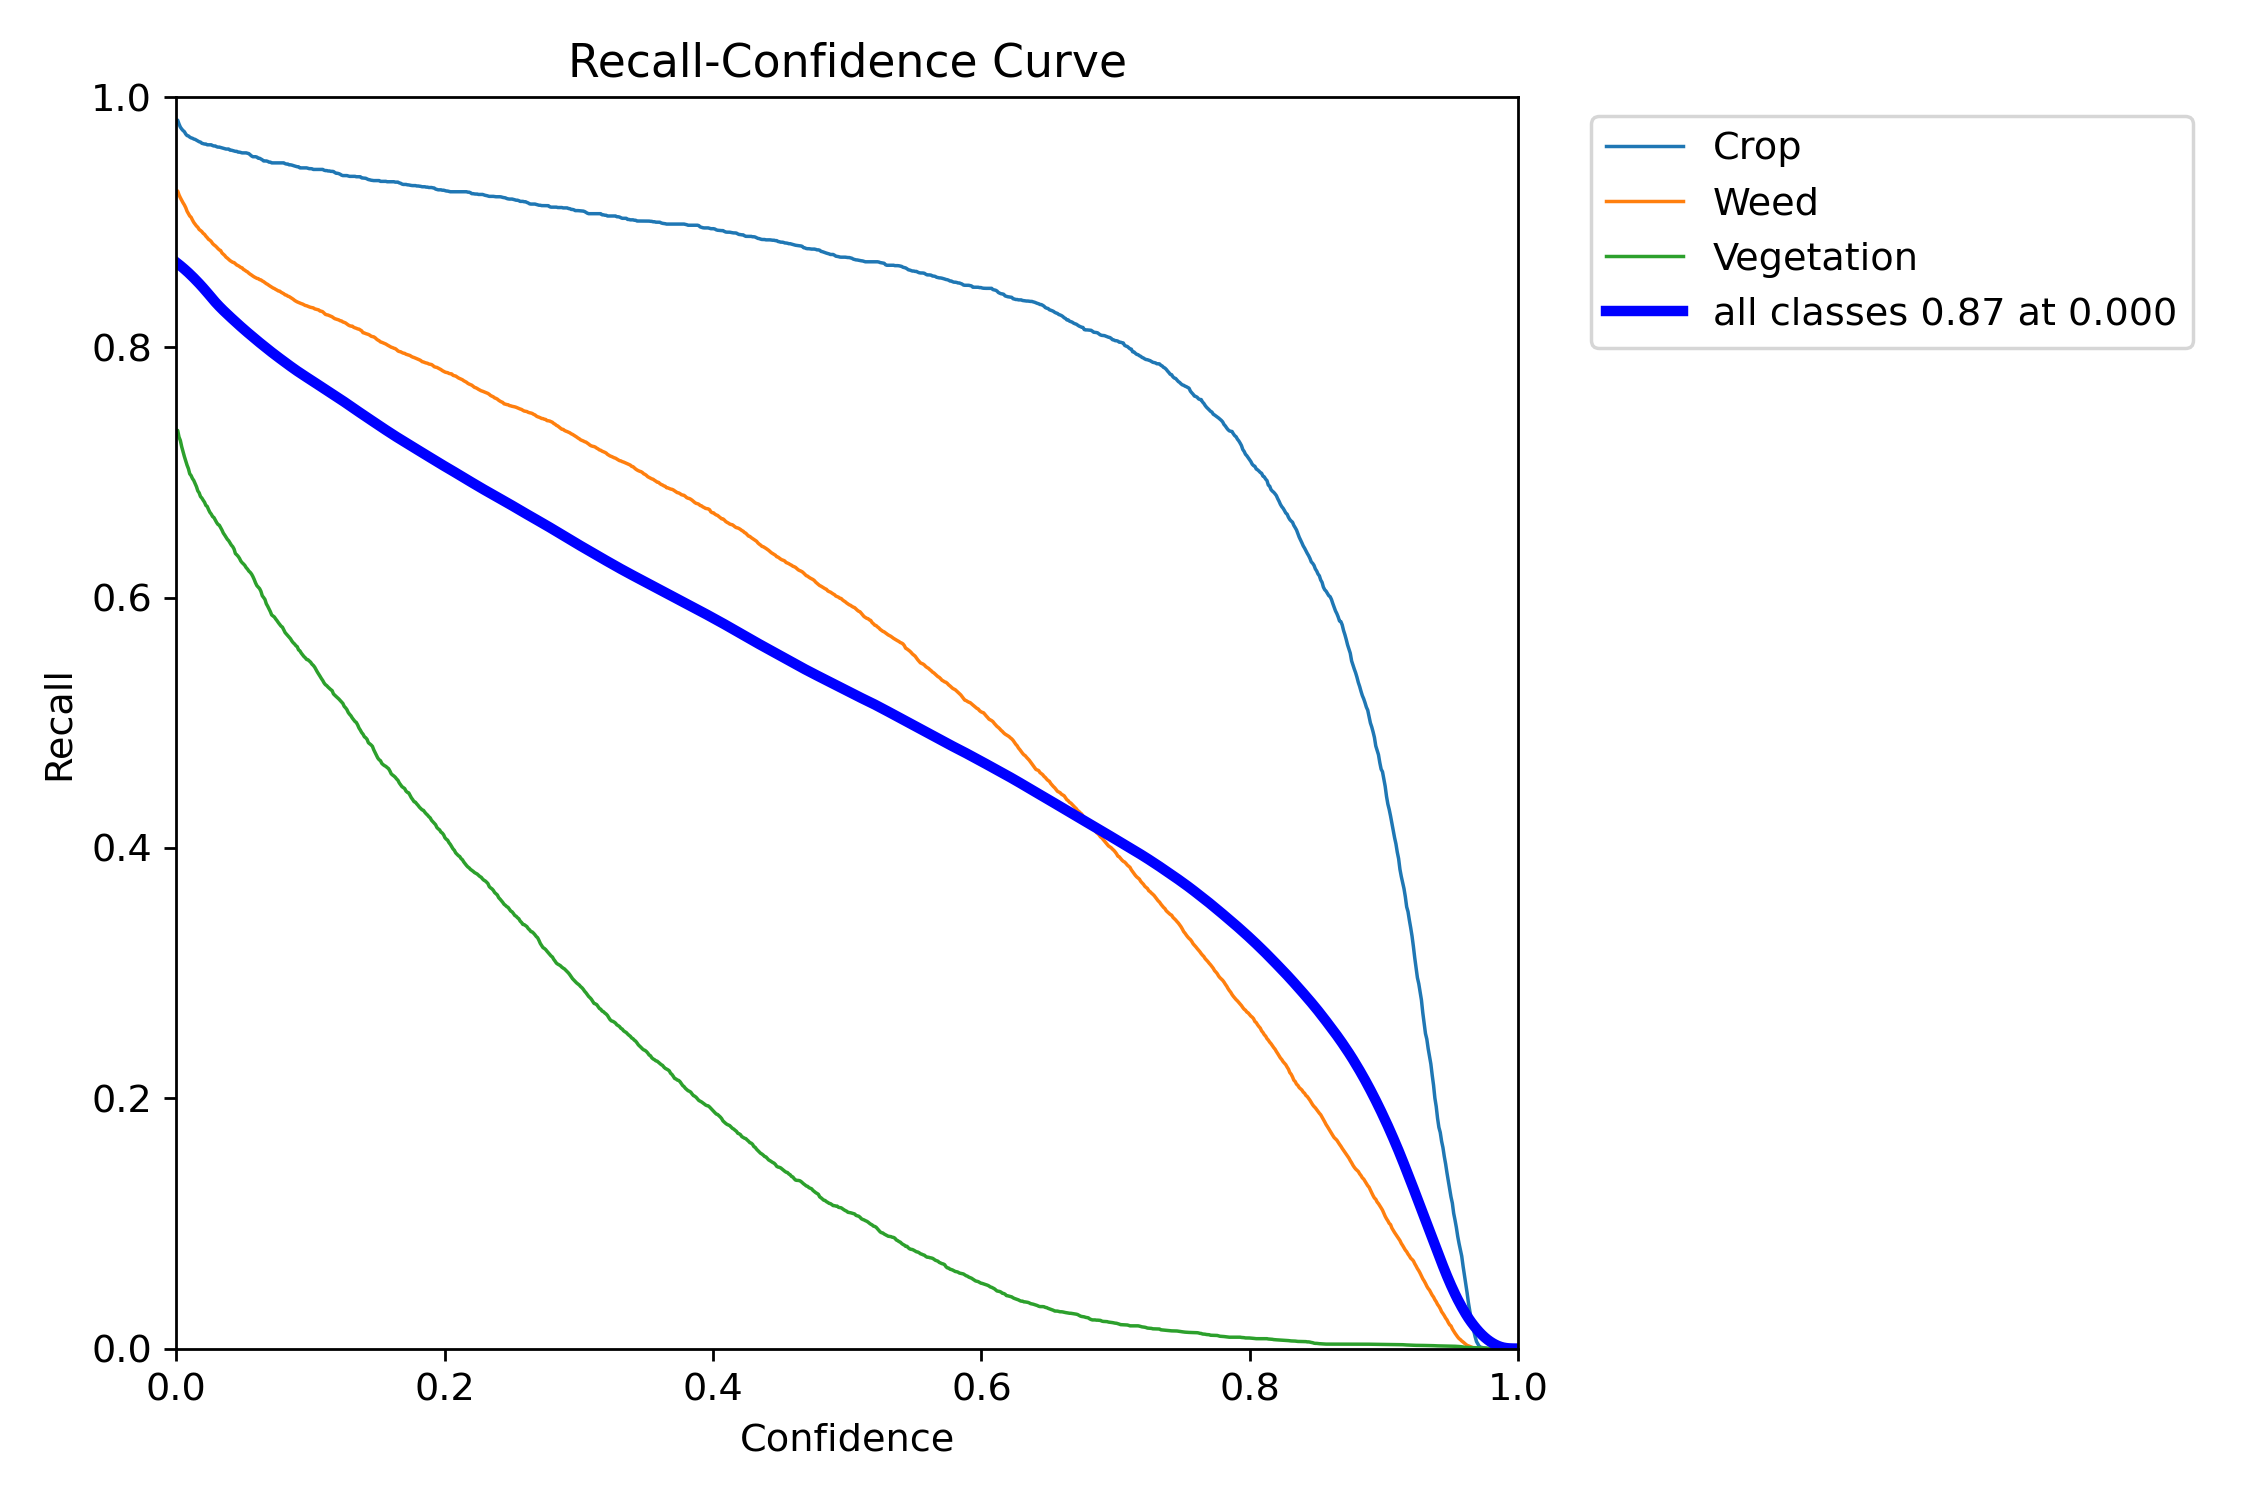 Recall-Confidence Curve
1.0
0.8
0.6
0.4
0.2
0.0
Recall
0.0 0.2 0.4 0.6 0.8 1.0
Confidence
Crop
Weed
Vegetation
all classes 0.87 at 0.000